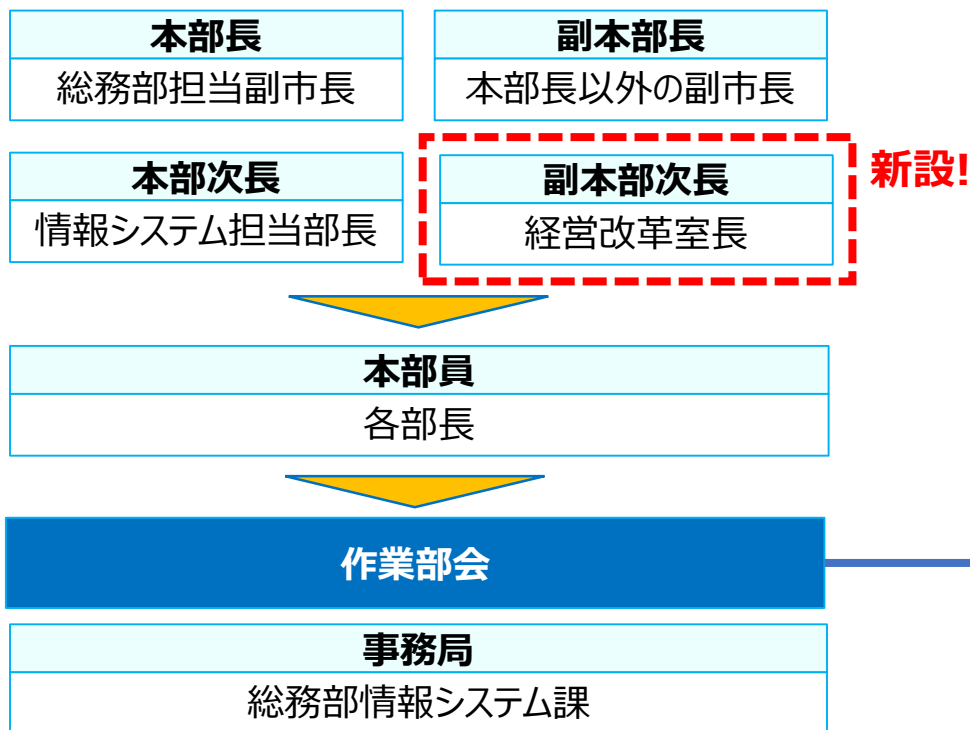 本部長
総務部担当副市長
副本部長
本部長以外の副市長
本部次長
情報システム担当部長
副本部次長
経営改革室長
新設!
本部員
各部長
作業部会
事務局
総務部情報システム課